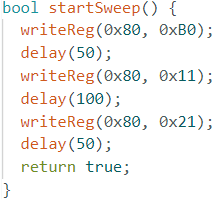 bool startSweep() {
  writeReg(0x80, 0xB0);
  delay(50);
  writeReg(0x80, 0x11);
  delay(100);
  writeReg(0x80, 0x21);
  delay(50);
  return true;
}